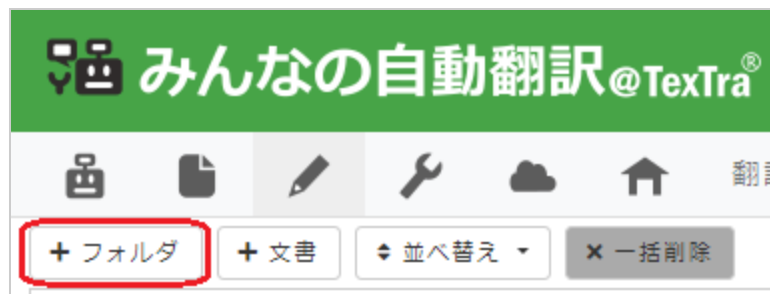 みんなの自動翻訳@TexTra®
翻
+ フォルダ
+ 文書
並べ替え
× 一括削除